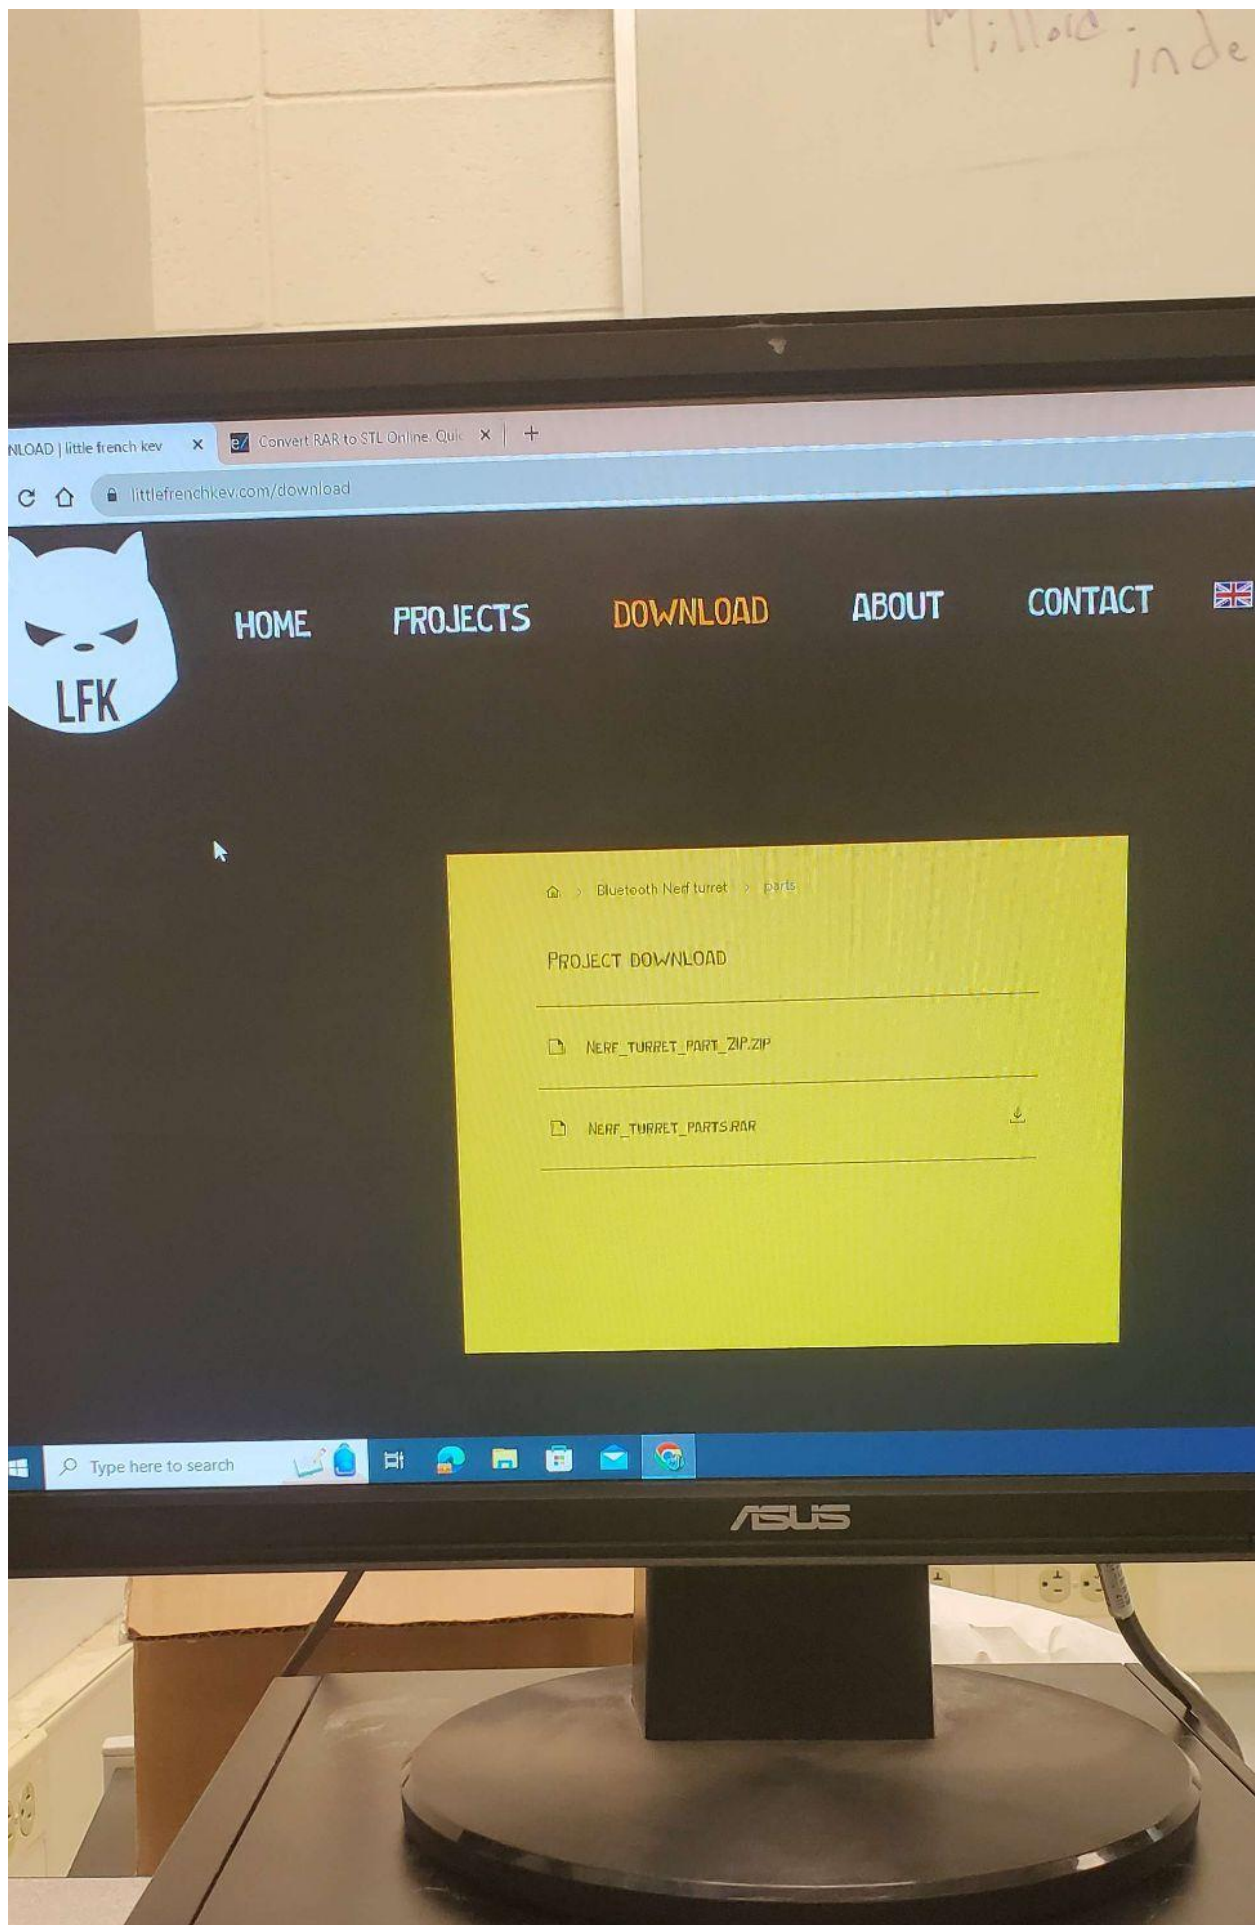 Millord.
inde
NLOAD | little french kev
Convert RAR to STL Online. Quic
littlefrenchkev.com/download
LFK
HOME
PROJECTS
DOWNLOAD
ABOUT
CONTACT
Bluetooth Nerf turret > parts
PROJECT DOWNLOAD
NERF_TURRET_PART_ZIP.ZIP
NERF_TURRET_PARTS.RAR
Type here to search
ASUS